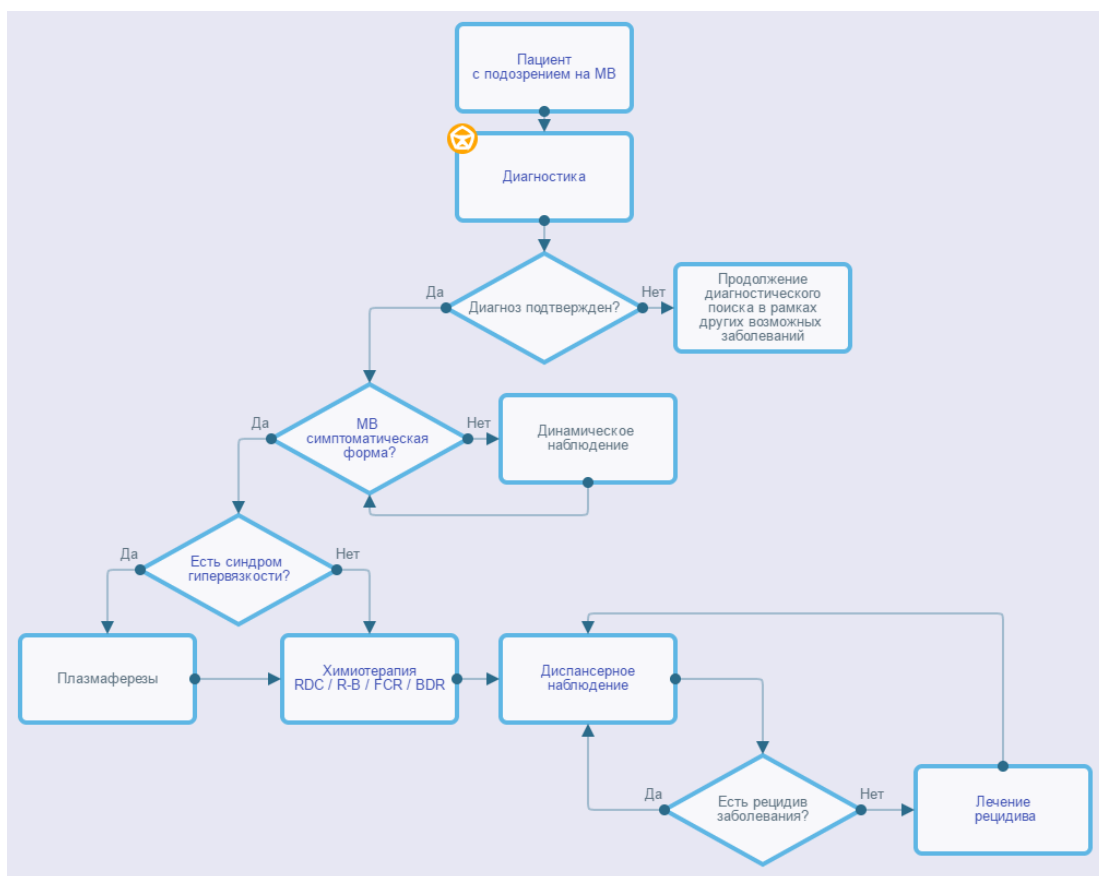 Пациент
с подозрением на МВ
Диагностика
Диагноз подтвержден?
Да
Нет
Продолжение
диагностического
поиска в рамках
других возможных
заболеваний
МВ
симптоматическая
форма?
Да
Нет
Динамическое
наблюдение
Есть синдром
гипервязкости?
Да
Нет
Плазмаферезы
Химиотерапия
RDC / R-B / FCR / BDR
Диспансерное
наблюдение
Есть рецидив
заболевания?
Да
Нет
Лечение
рецидива